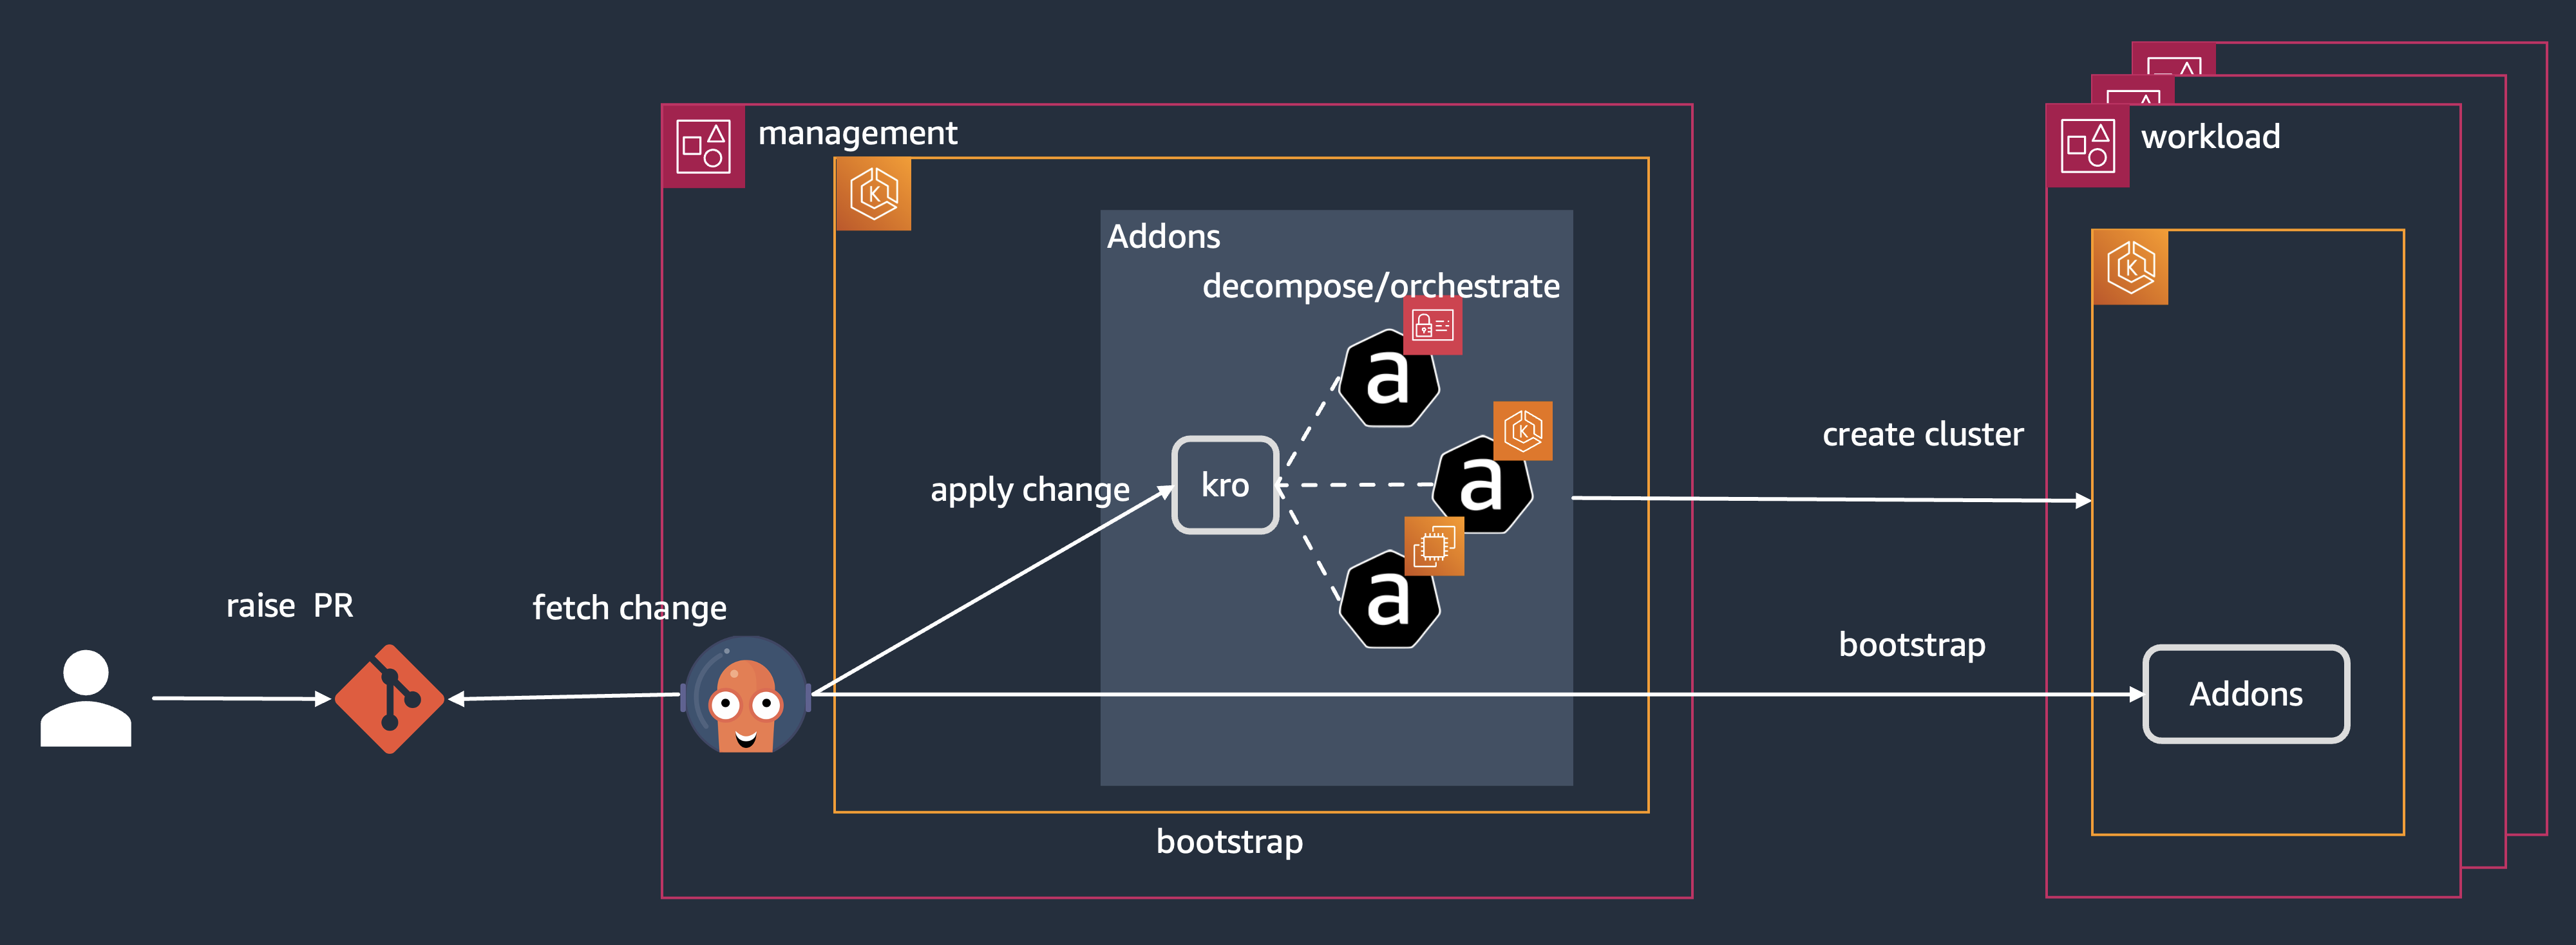 management
workload
Addons
decompose/orchestrate
a
K
create cluster
apply change
kro
a
raise PR
fetch change
a
bootstrap
Addons
bootstrap
K
K